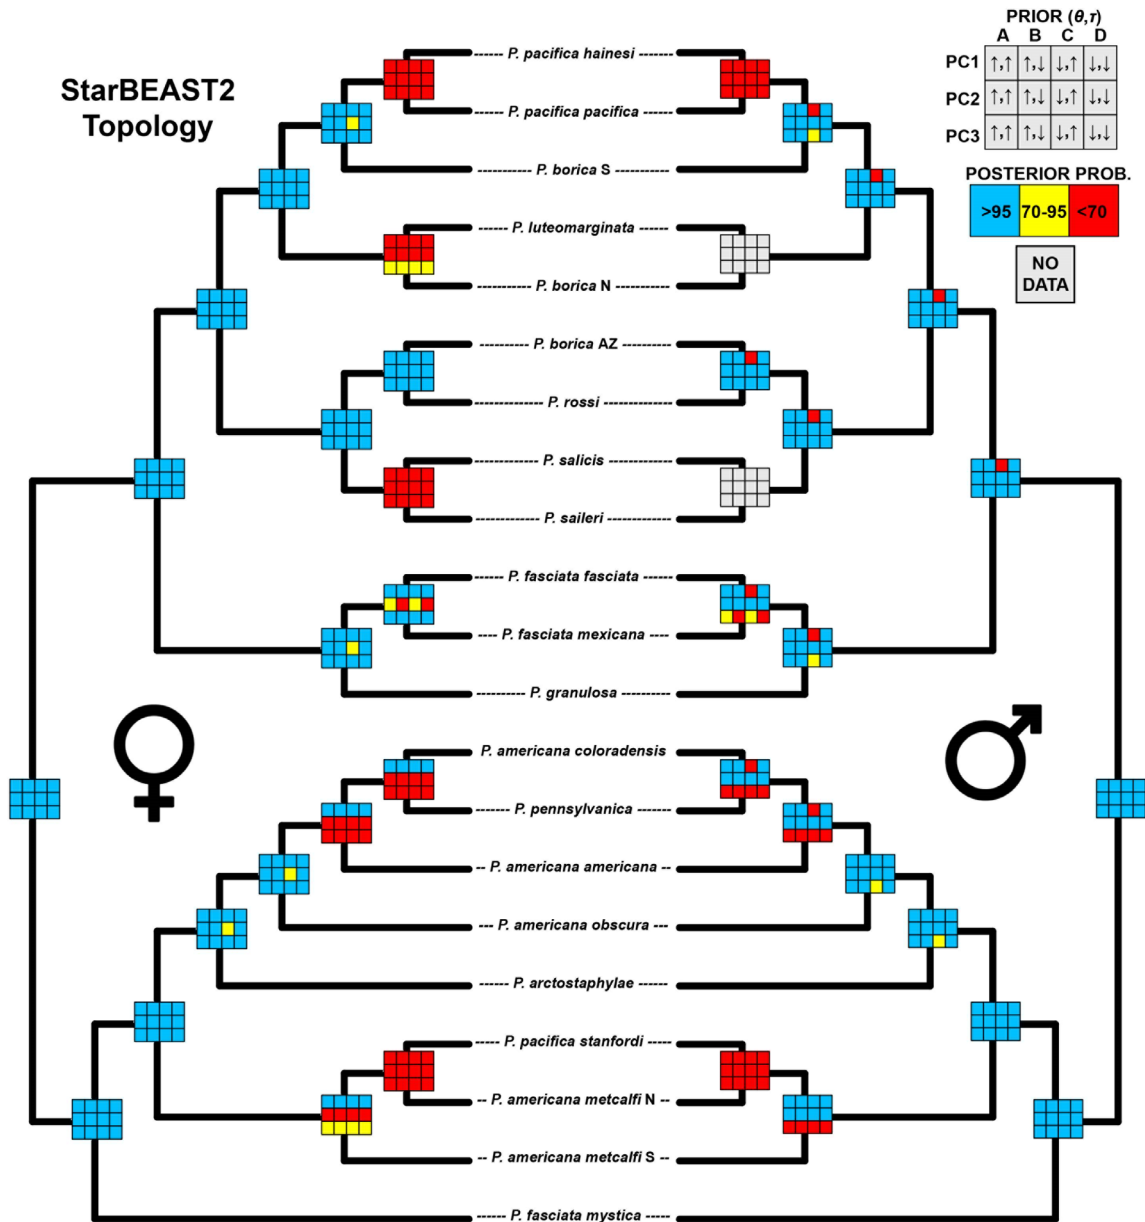 StarBEAST2
Topology
PRIOR (θ,τ)
A B C D
PC1 ↑,↑ ↑,↓ ↓,↑ ↓,↓
PC2 ↑,↑ ↑,↓ ↓,↑ ↓,↓
PC3 ↑,↑ ↑,↓ ↓,↑ ↓,↓
POSTERIOR PROB.
>95 70-95 <70
NO
DATA
P. pacifica hainesi
P. pacifica pacifica
P. borica S
P. luteomarginata
P. borica N
P. borica AZ
P. rossi
P. salicis
P. saileri
P. fasciata fasciata
P. fasciata mexicana
P. granulosa
P. americana coloradensis
P. pennsylvanica
P. americana americana
P. americana obscura
P. arctostaphylae
P. pacifica stanfordi
P. americana metcalfi N
P. americana metcalfi S
P. fasciata mystica